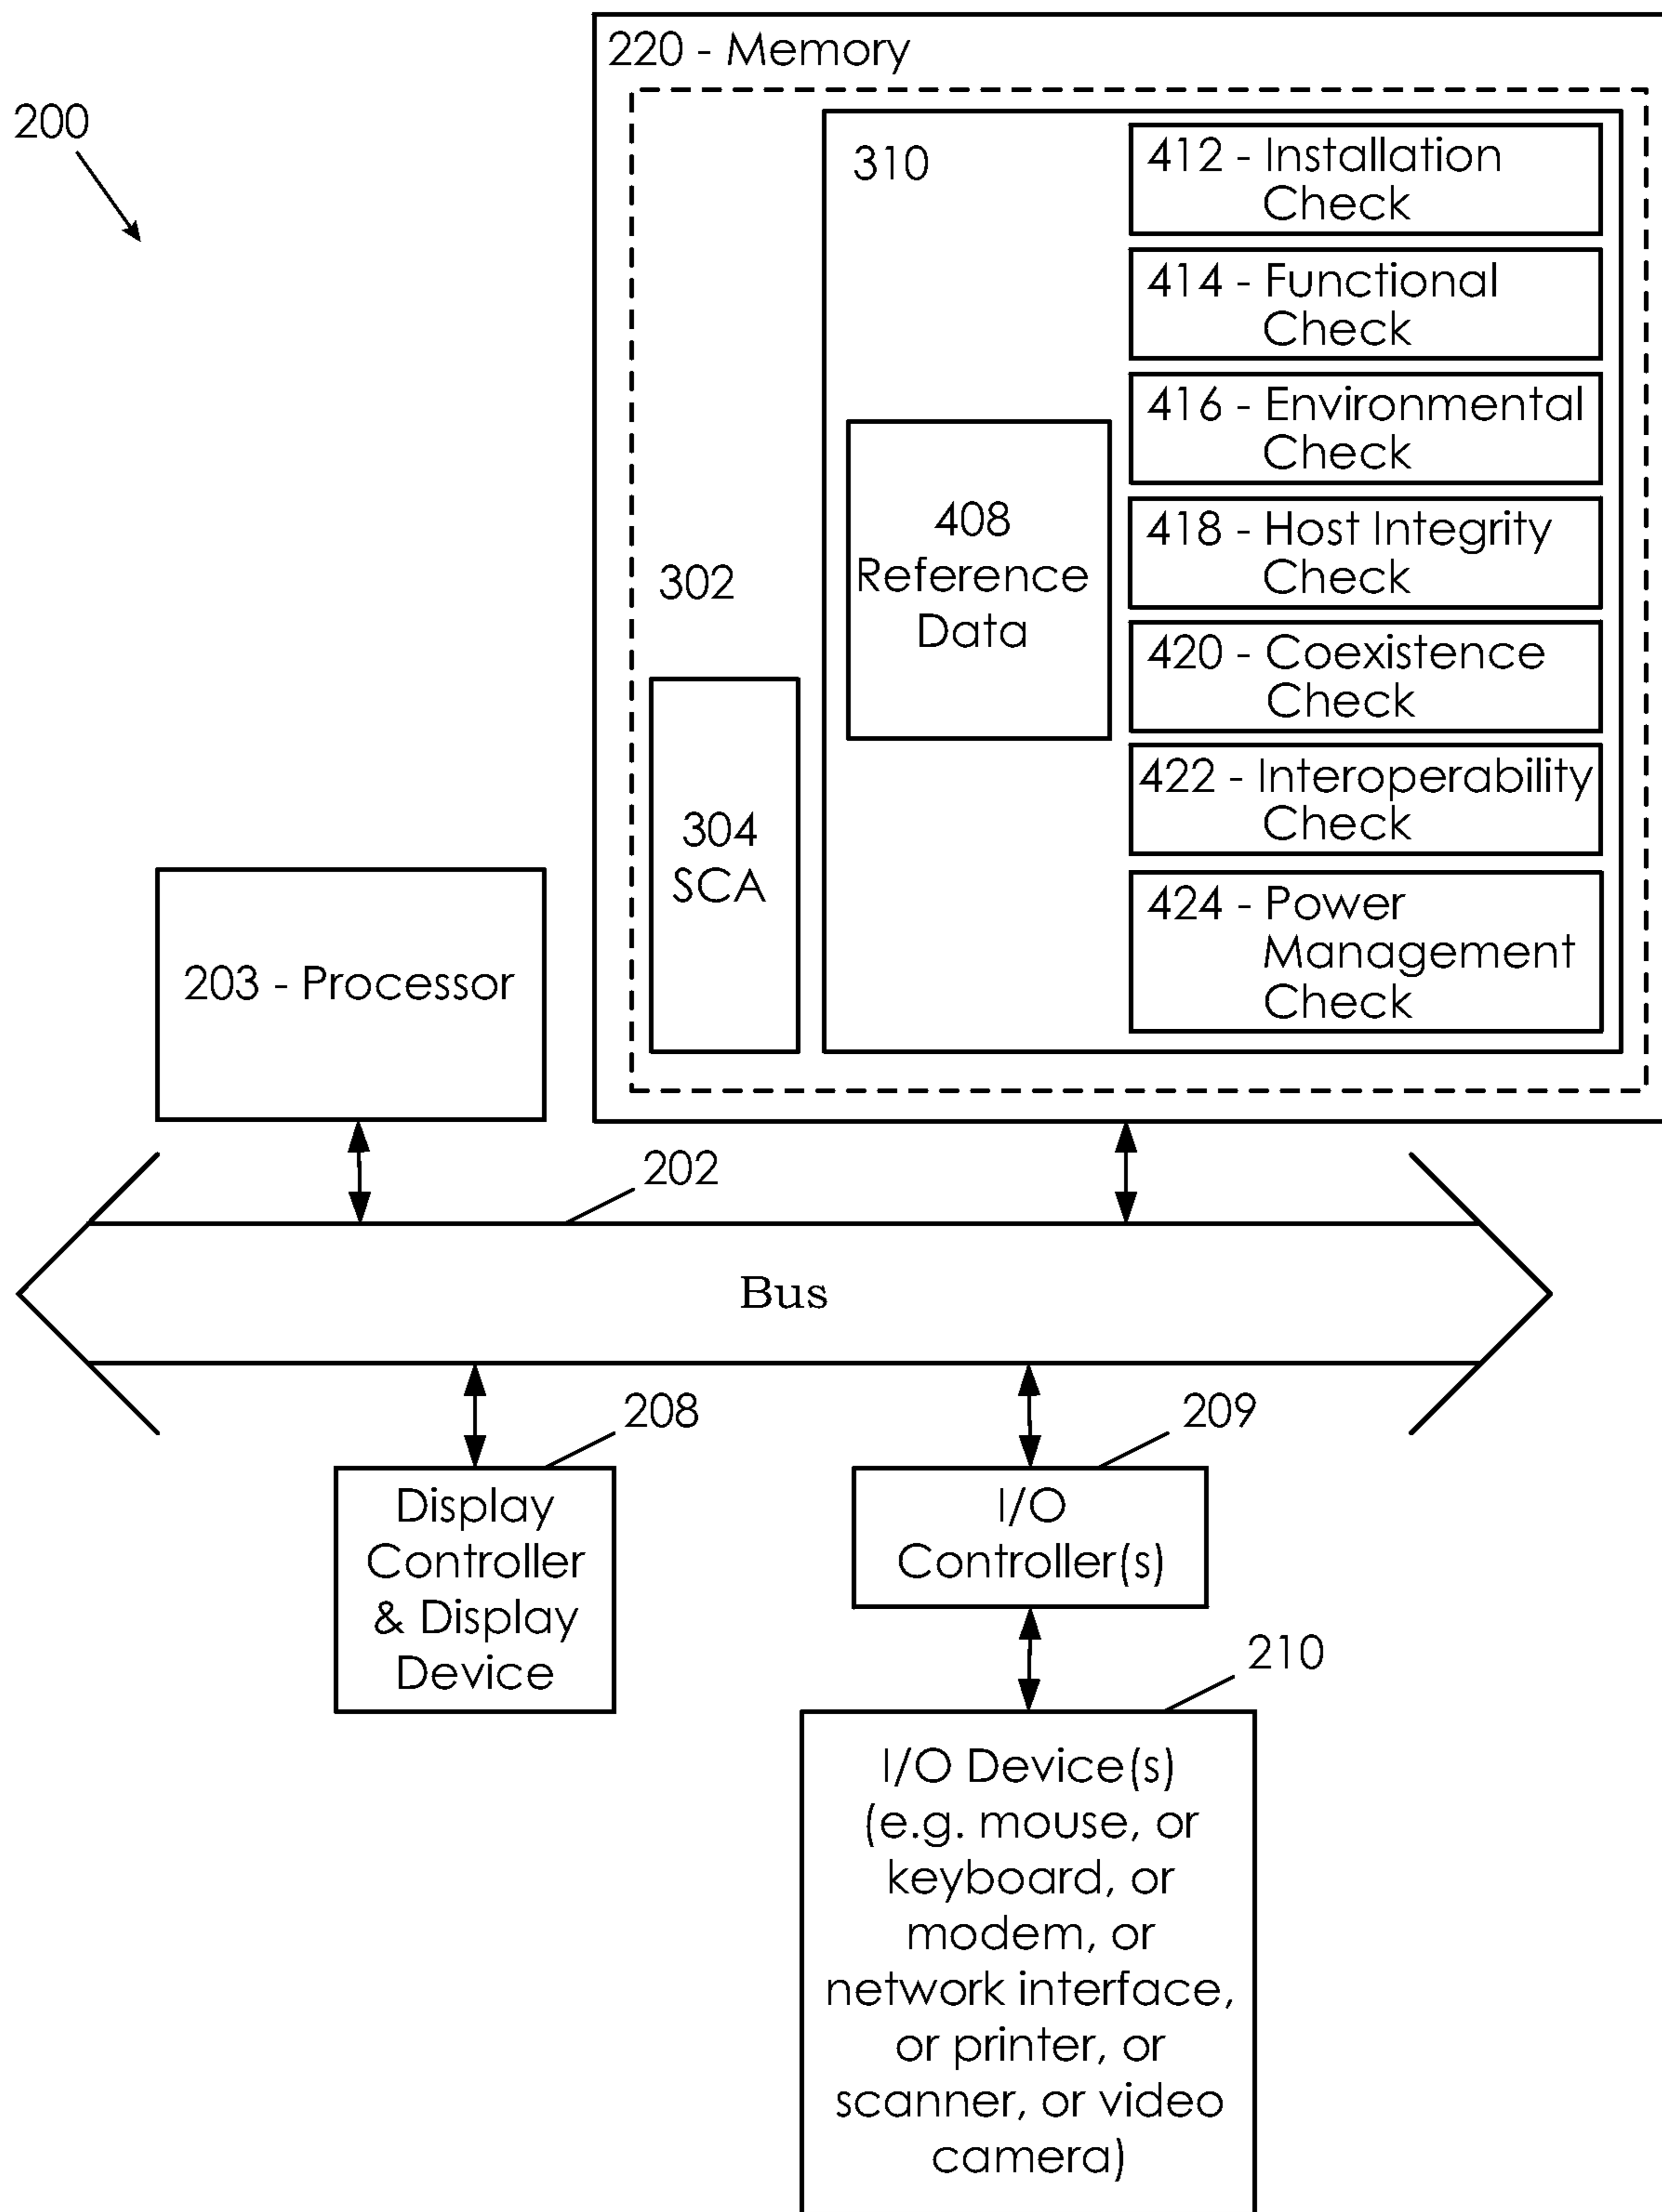 220 - Memory
200
310
412 - Installation
Check
414 - Functional
Check
416 - Environmental
Check
418 - Host Integrity
Check
420 - Coexistence
Check
422 - Interoperability
Check
424 - Power
Management
Check
408
Reference
Data
302
304
SCA
203 - Processor
202
Bus
208
209
Display
Controller
& Display
Device
I/O
Controller(s)
210
I/O Device(s)
(e.g. mouse, or
keyboard, or
modem, or
network interface,
or printer, or
scanner, or video
camera)